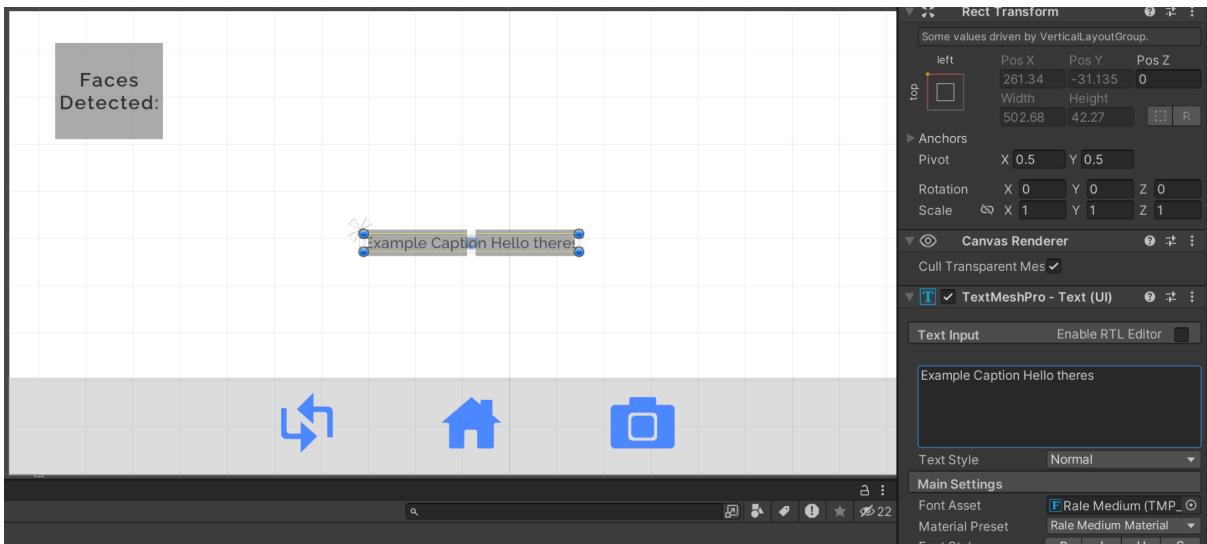 Faces
Detected:
Example Caption Hello theres
22
Rect Transform
Some values driven by VerticalLayoutGroup.
left
Pos X Pos Y Pos Z
top
261.34 -31.135 0
Width Height
502.68 42.27
R
Anchors
Pivot X 0.5 Y 0.5
Rotation X 0 Y 0 Z 0
Scale X 1 Y 1 Z 1
Canvas Renderer
Cull Transparent Mes
T TextMeshPro - Text (UI)
Text Input Enable RTL Editor
Example Caption Hello theres
Text Style Normal
Main Settings
Font Asset F Rale Medium (TMP_
Material Preset Rale Medium Material